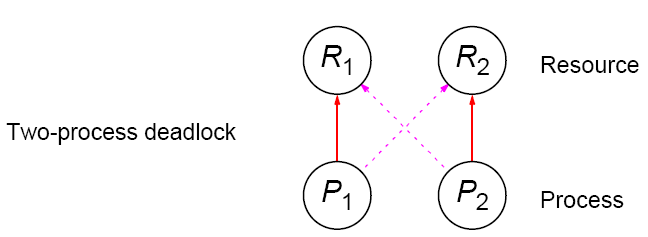 R1 R2 Resource
Two-process deadlock
P1 P2 Process